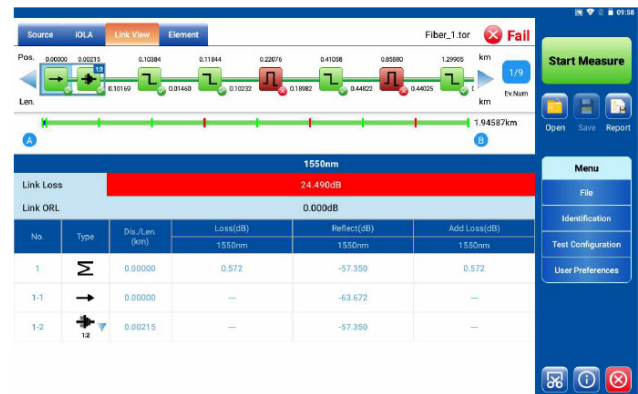 09:58
Source iOLA Link View Element Fiber_1.tor Fail
Pos. 0.00000 0.00215 0.10384 0.11844 0.22076 0.41058 0.85880 1.29905 km
1:2
1/9
0.10169 0.01460 0.10232 0.18982 0.44822 0.44025
Len. km Ev.Num
1.94587km
A B
1550nm
Link Loss 24.490dB
Link ORL 0.000dB
No. Type Dis./Len. (km) Loss(dB) Reflect(dB) Add Loss(dB)
1550nm 1550nm 1550nm
1 Σ 0.00000 0.572 -57.350 0.572
1-1 0.00000 --- -63.672 ---
1-2 1:2 0.00215 --- -57.350 ---
Start Measure
Open Save Report
Menu
File
Identification
Test Configuration
User Preferences